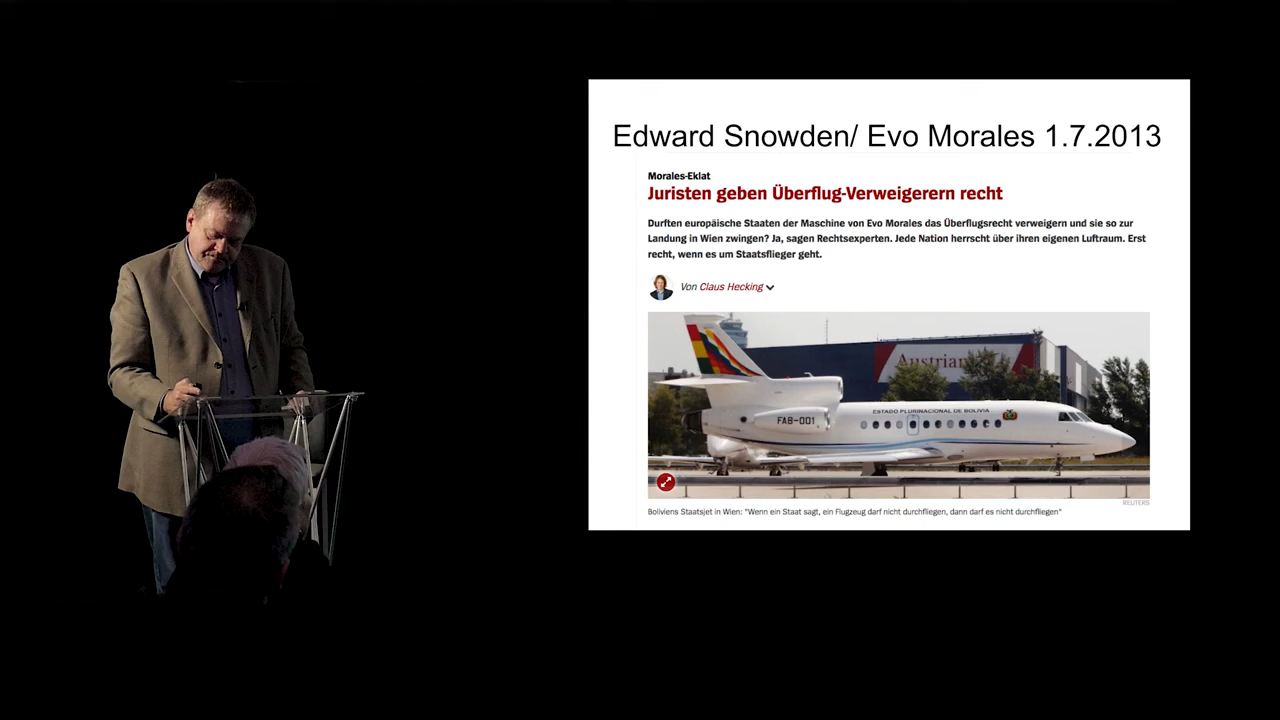 Edward Snowden/ Evo Morales 1.7.2013
Morales-Eklat
Juristen geben Überflug-Verweigerern recht
Durften europäische Staaten der Maschine von Evo Morales das Überflugsrecht verweigern und sie so zur
Landung in Wien zwingen? Ja, sagen Rechtsexperten. Jede Nation herrscht über ihren eigenen Luftraum. Erst
recht, wenn es um Staatsflieger geht.
Von Claus Hecking
Austrian
ESTADO PLURINACIONAL DE BOLIVIA
FAB-001
REUTERS
Boliviens Staatsjet in Wien: "Wenn ein Staat sagt, ein Flugzeug darf nicht durchfliegen, dann darf es nicht durchfliegen"